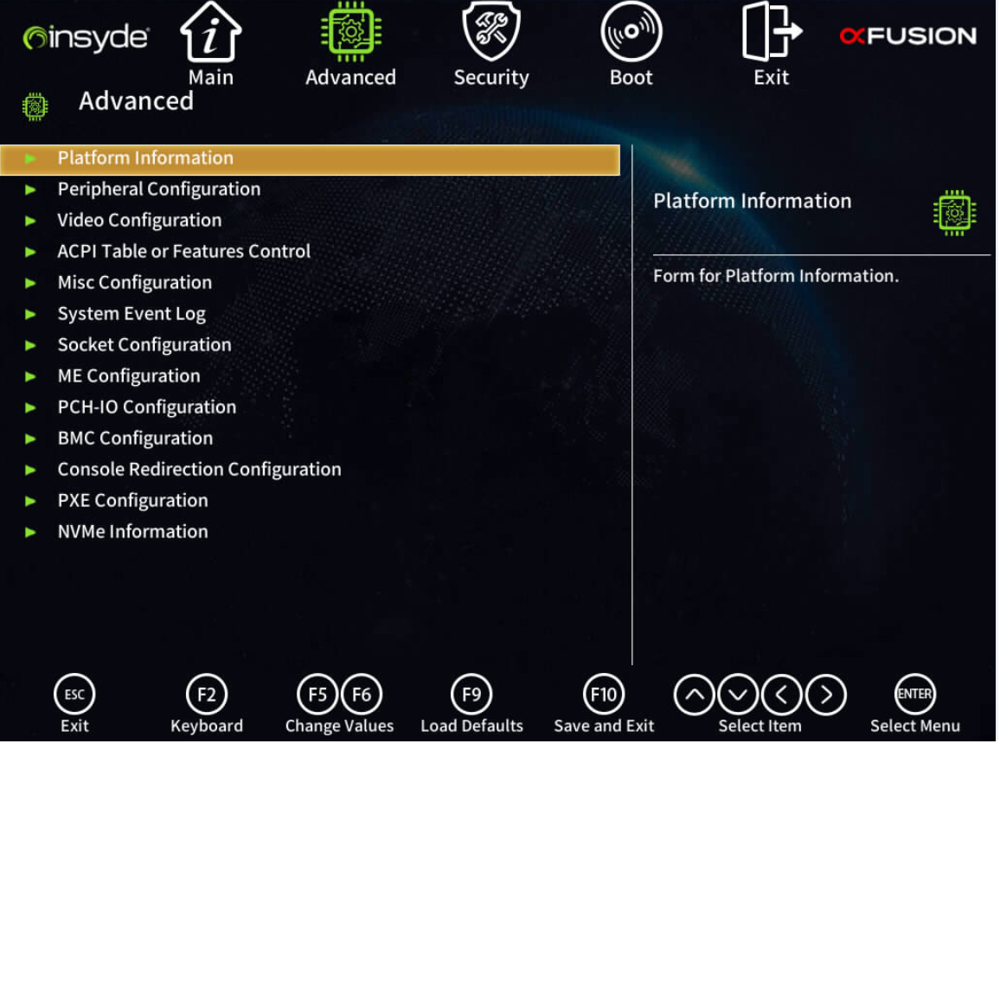 insyde
Main
Advanced
Security
Boot
Exit
xFUSION
Advanced
Platform Information
Peripheral Configuration
Video Configuration
ACPI Table or Features Control
Misc Configuration
System Event Log
Socket Configuration
ME Configuration
PCH-IO Configuration
BMC Configuration
Console Redirection Configuration
PXE Configuration
NVMe Information
Platform Information
Form for Platform Information.
ESC
Exit
F2
Keyboard
F5 F6
Change Values
F9
Load Defaults
F10
Save and Exit
Select Item
ENTER
Select Menu